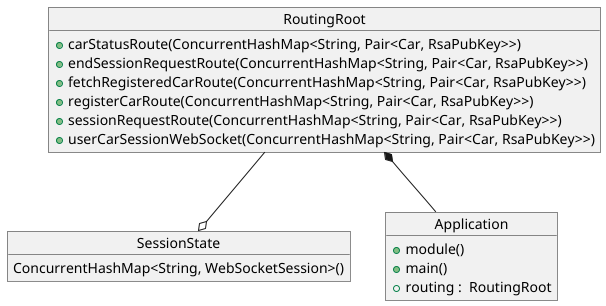 RoutingRoot
carStatusRoute(ConcurrentHashMap<String, Pair<Car, RsaPubKey>>)
endSessionRequestRoute(ConcurrentHashMap<String, Pair<Car, RsaPubKey>>)
fetchRegisteredCarRoute(ConcurrentHashMap<String, Pair<Car, RsaPubKey>>)
registerCarRoute(ConcurrentHashMap<String, Pair<Car, RsaPubKey>>)
sessionRequestRoute(ConcurrentHashMap<String, Pair<Car, RsaPubKey>>)
userCarSessionWebSocket(ConcurrentHashMap<String, Pair<Car, RsaPubKey>>)
SessionState
ConcurrentHashMap<String, WebSocketSession>()
Application
module()
main()
routing :  RoutingRoot